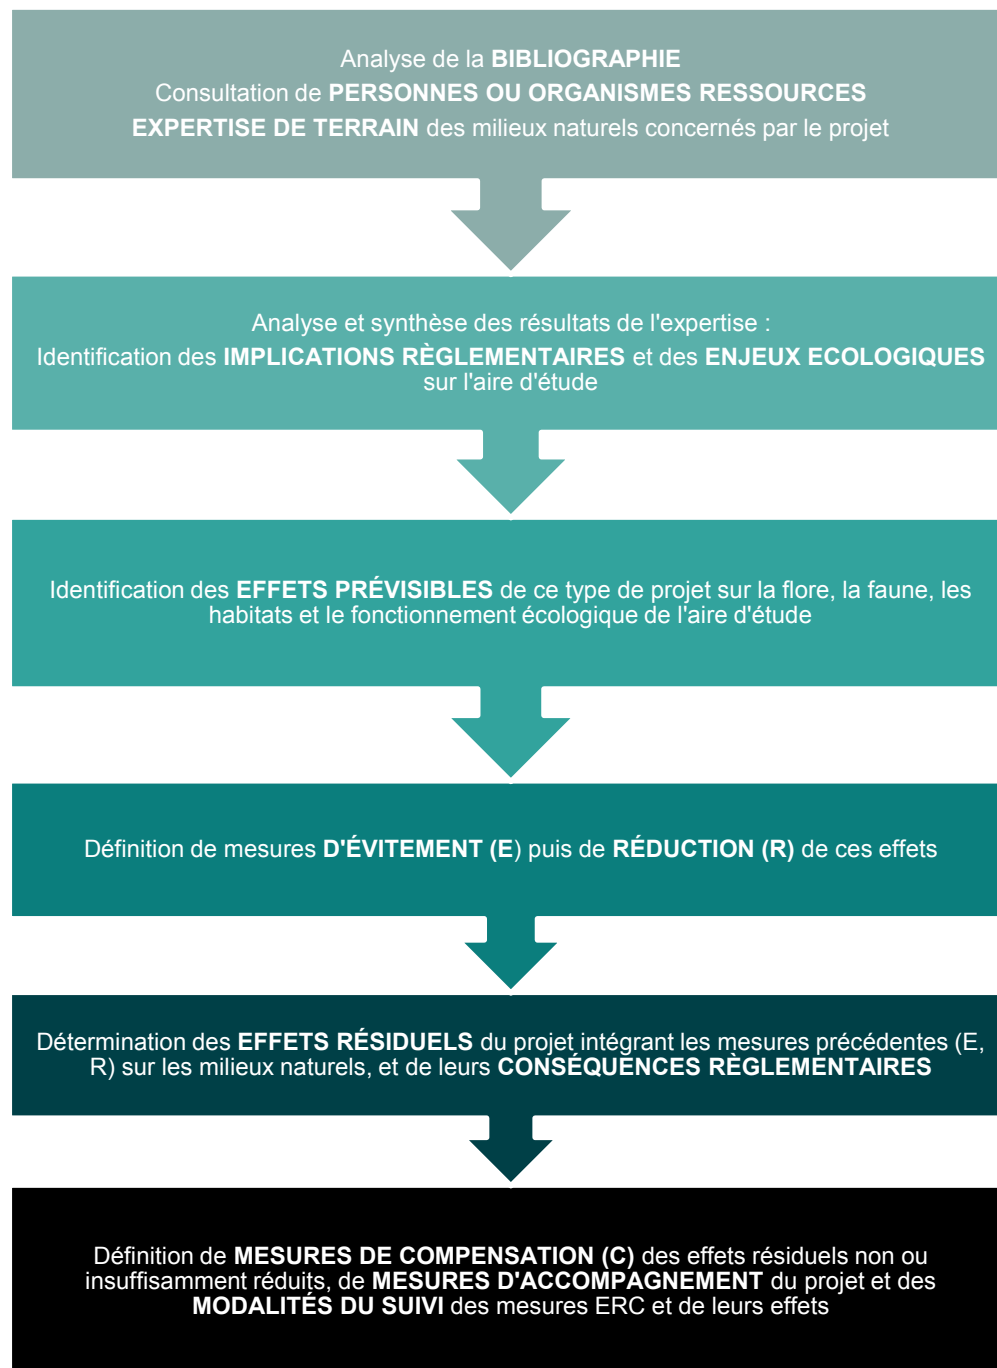 Analyse de la BIBLIOGRAPHIE
Consultation de PERSONNES OU ORGANISMES RESSOURCES
EXPERTISE DE TERRAIN des milieux naturels concernés par le projet
Analyse et synthèse des résultats de l'expertise :
Identification des IMPLICATIONS RÈGLEMENTAIRES et des ENJEUX ECOLOGIQUES
sur l'aire d'étude
Identification des EFFETS PRÉVISIBLES de ce type de projet sur la flore, la faune, les
habitats et le fonctionnement écologique de l'aire d'étude
Définition de mesures D'ÉVITEMENT (E) puis de RÉDUCTION (R) de ces effets
Détermination des EFFETS RÉSIDUELS du projet intégrant les mesures précédentes (E,
R) sur les milieux naturels, et de leurs CONSÉQUENCES RÈGLEMENTAIRES
Définition de MESURES DE COMPENSATION (C) des effets résiduels non ou
insuffisamment réduits, de MESURES D'ACCOMPAGNEMENT du projet et des
MODALITÉS DU SUIVI des mesures ERC et de leurs effets